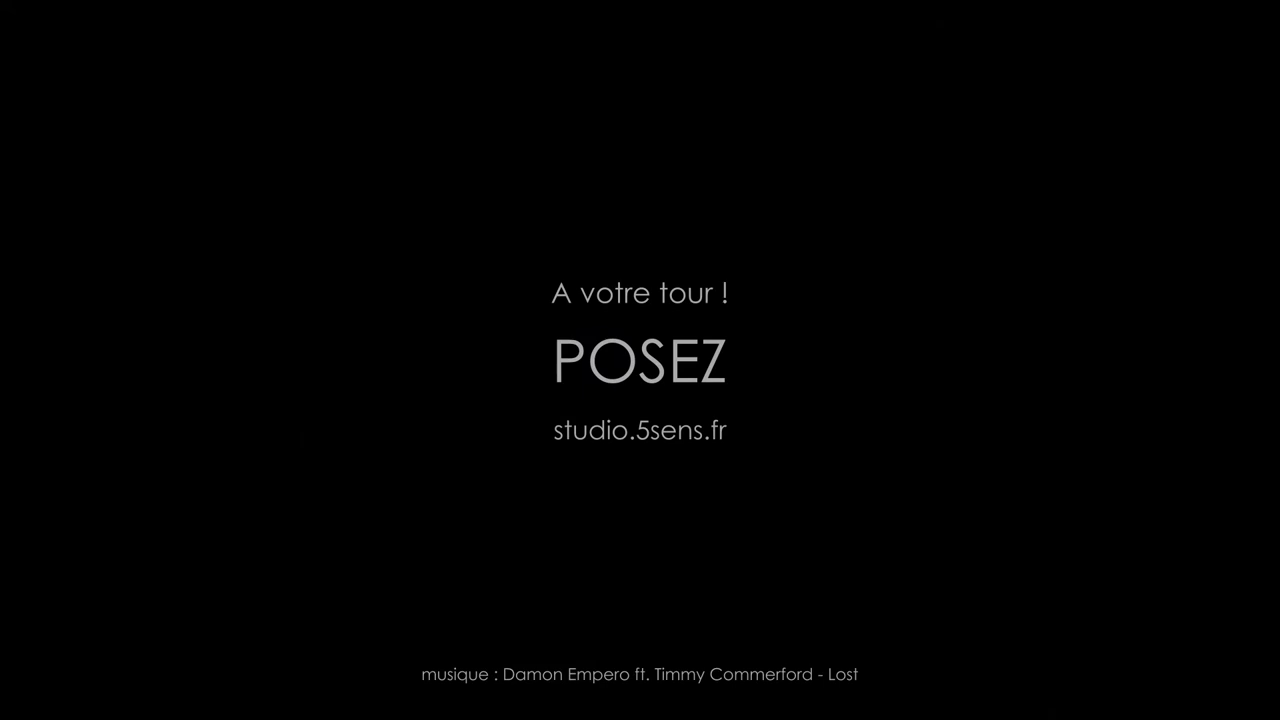 A votre tour !
POSEZ
studio.5sens.fr
musique : Damon Empero ft. Timmy Commerford - Lost